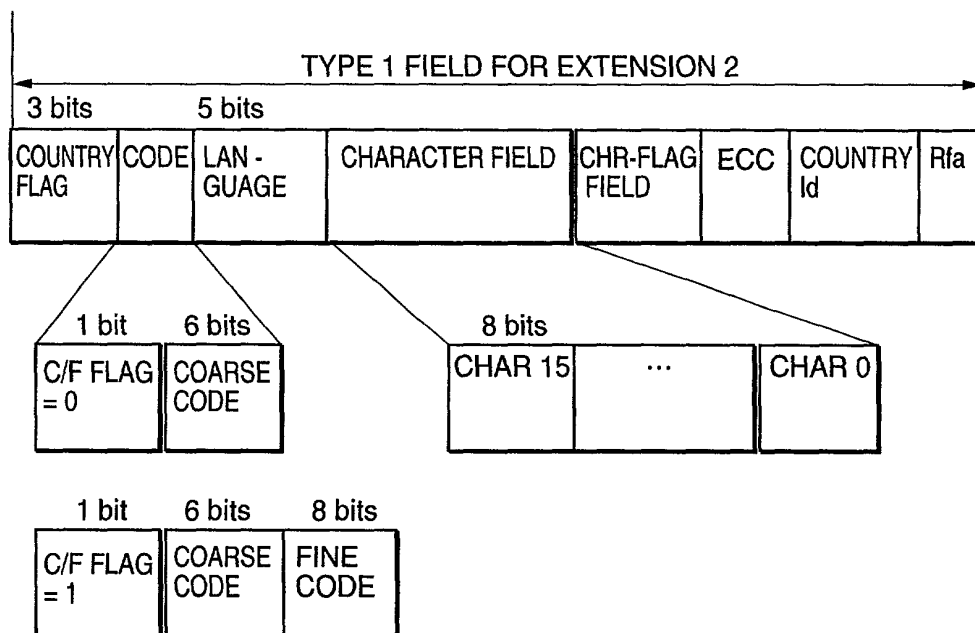 TYPE 1 FIELD FOR EXTENSION 2
3 bits 5 bits
COUNTRY FLAG
CODE
LAN -
GUAGE
CHARACTER FIELD
CHR-FLAG
FIELD
ECC
COUNTRY
Id
Rfa
1 bit 6 bits
C/F FLAG
= 0
COARSE
CODE
8 bits
CHAR 15
...
CHAR 0
1 bit 6 bits 8 bits
C/F FLAG
= 1
COARSE
CODE
FINE
CODE